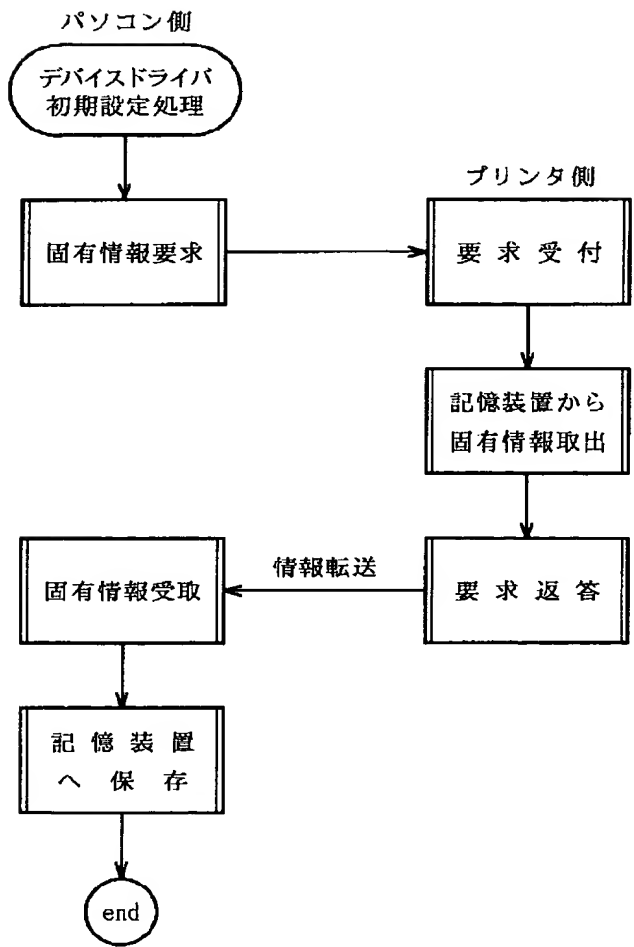 パソコン側
デバイスドライバ
初期設定処理
プリンタ側
固有情報要求
要求受付
記憶装置から
固有情報取出
情報転送
固有情報受取
要求返答
記憶装置
へ保存
end